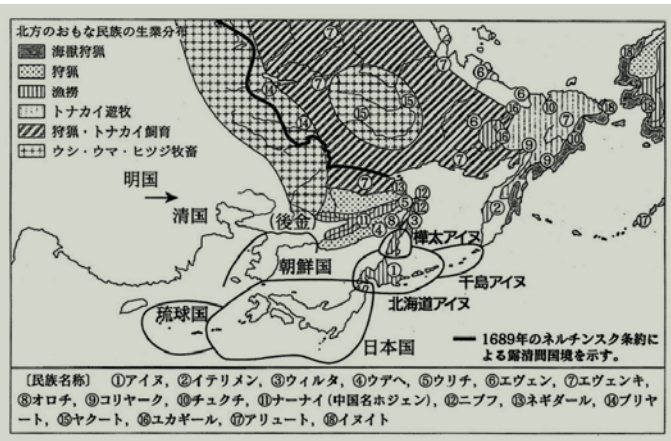 北方のおもな民族の生業分布
海獣狩猟
狩猟
漁撈
トナカイ遊牧
狩猟・トナカイ飼育
ウシ・ウマ・ヒツジ牧畜
明国
清国
(後金)
朝鮮国
琉球国
日本国
樺太アイヌ
千島アイヌ
北海道アイヌ
1689年のネルチンスク条約に
よる露清間国境を示す。
〔民族名称〕 ①アイヌ，②イテリメン，③ウィルタ，④ウデヘ，⑤ウリチ，⑥エヴェン，⑦エヴェンキ，
⑧オロチ，⑨コリヤーク，⑩チュクチ，⑪ナーナイ（中国名ホジェン），⑫ニブフ，⑬ネギダール，⑭ブリヤ
ート，⑮ヤクート，⑯ユカギール，⑰アリュート，⑱イヌイト